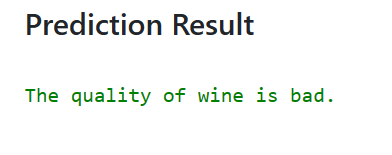 Prediction Result
The quality of wine is bad.